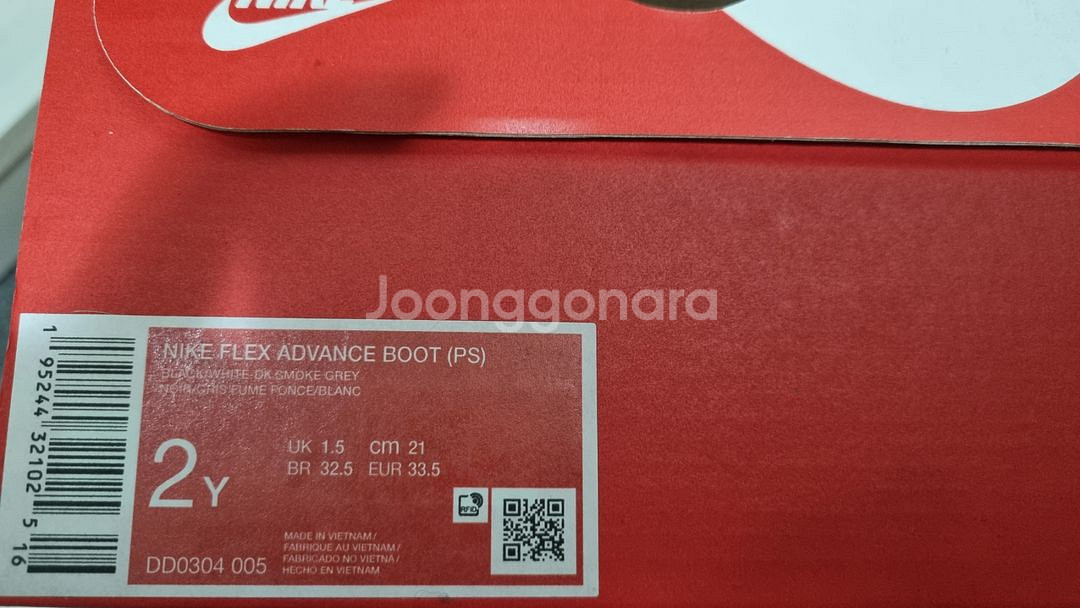 NIKE
Joonggonara
NIKE FLEX ADVANCE BOOT (PS)
BLACK/WHITE-DK SMOKE GREY
NOIR/GRIS FUME FONCE/BLANC
2Y
UK 1.5 cm 21
BR 32.5 EUR 33.5
RFID
DD0304 005
MADE IN VIETNAM/
FABRIQUE AU VIETNAM/
FABRICADO NO VIETNA/
HECHO EN VIETNAM
1 95244 32102 5 16